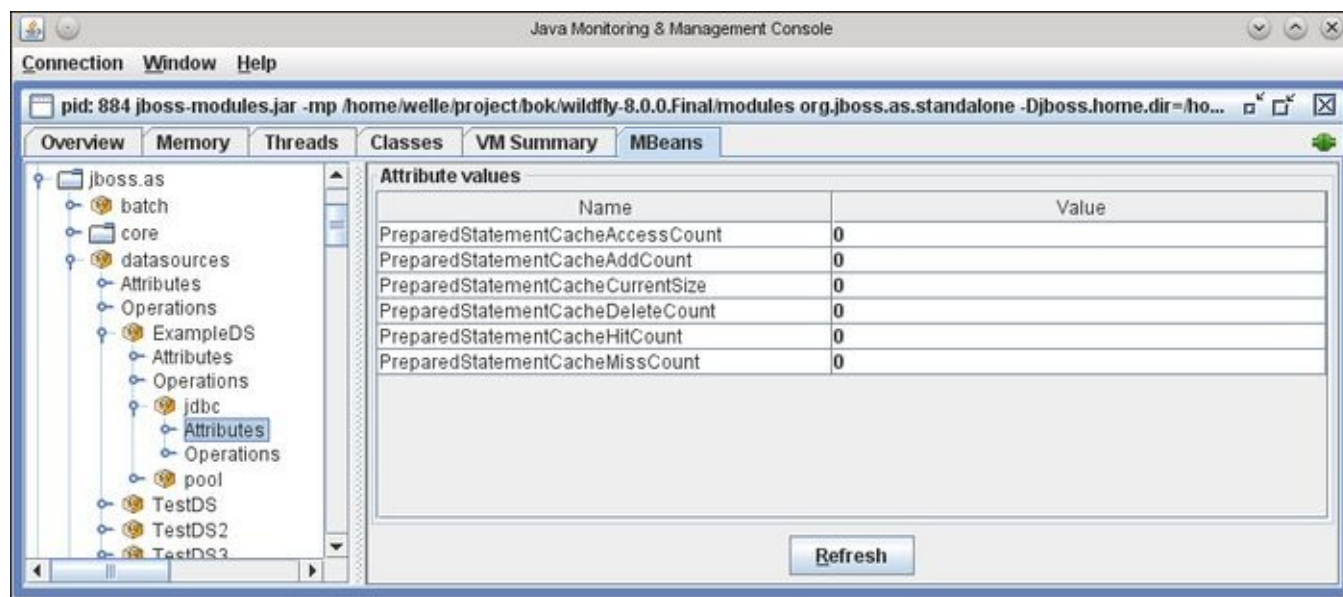 Java Monitoring & Management Console
Connection Window Help
pid: 884 jboss-modules.jar -mp /home/welle/project/bok/wildfly-8.0.0.Final/modules org.jboss.as.standalone -Djboss.home.dir=/ho...
Overview Memory Threads Classes VM Summary MBeans
jboss.as
batch
core
datasources
Attributes
Operations
ExampleDS
Attributes
Operations
jdbc
Attributes
Operations
pool
TestDS
TestDS2
TestDS3
Attribute values
Name Value
PreparedStatementCacheAccessCount 0
PreparedStatementCacheAddCount 0
PreparedStatementCacheCurrentSize 0
PreparedStatementCacheDeleteCount 0
PreparedStatementCacheHitCount 0
PreparedStatementCacheMissCount 0
Refresh